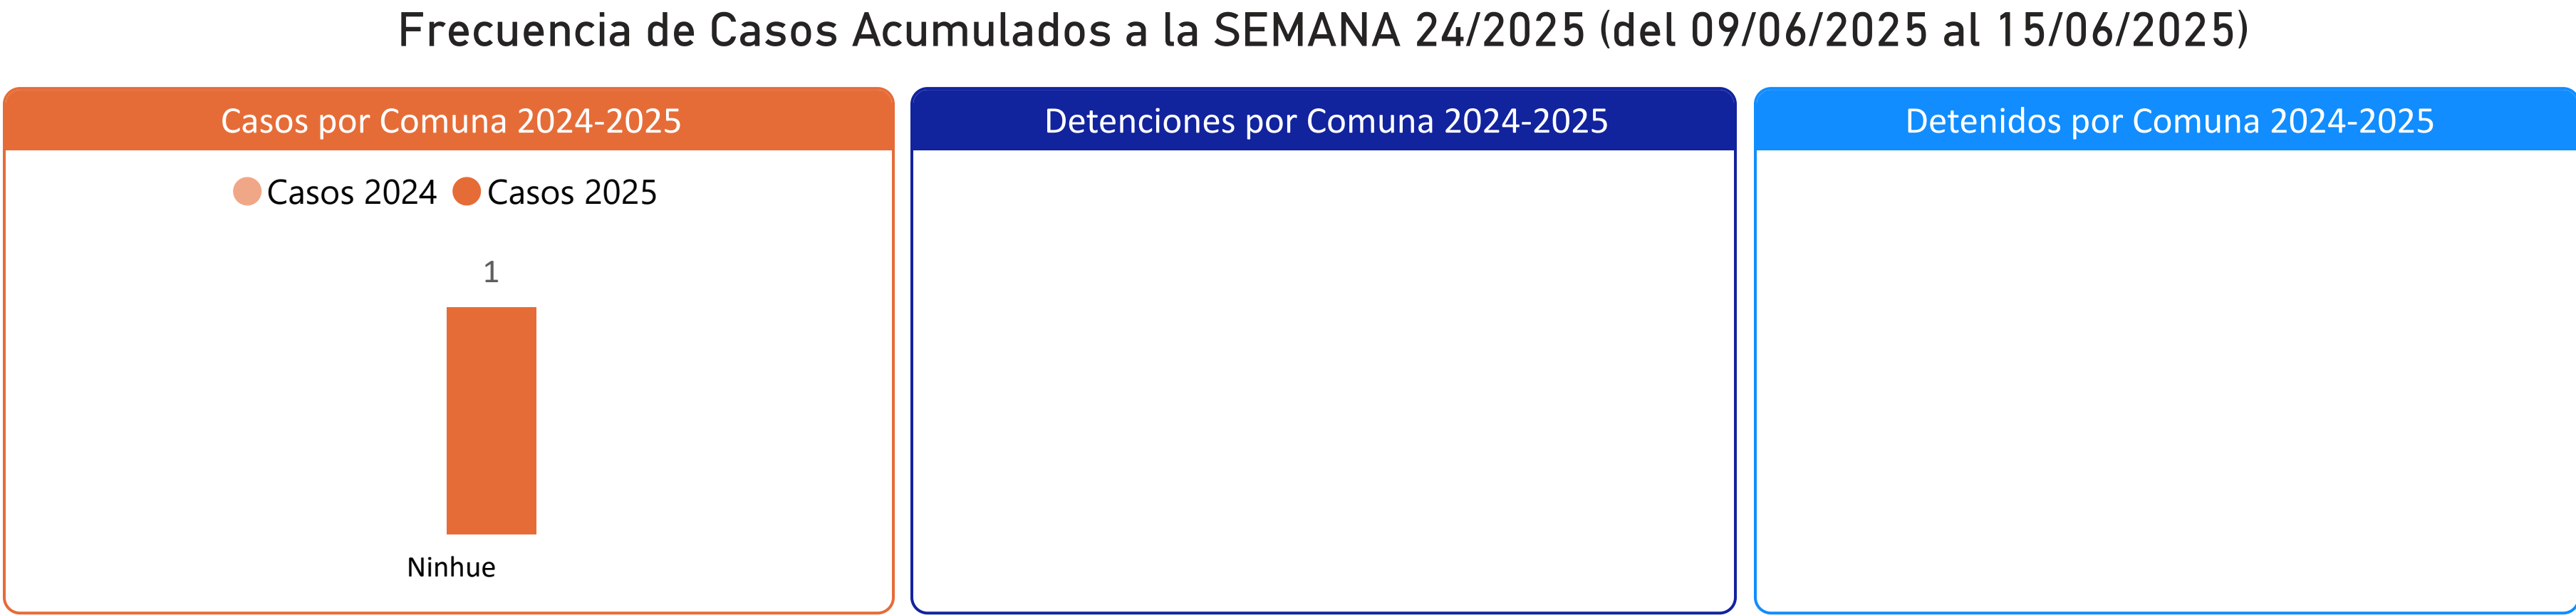 Frecuencia de Casos Acumulados a la SEMANA 24/2025 (del 09/06/2025 al 15/06/2025)
Casos por Comuna 2024-2025
Casos 2024 Casos 2025
1
Ninhue
Detenciones por Comuna 2024-2025
Detenidos por Comuna 2024-2025